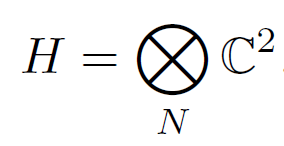 H = ⨂_N ℂ²